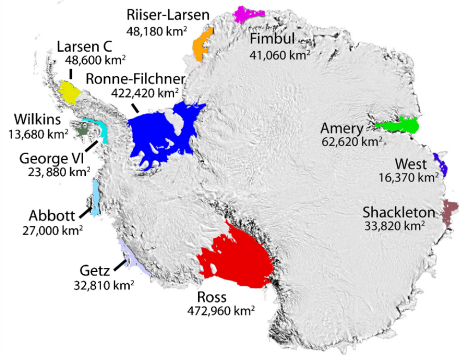 Riiser-Larsen
48,180 km²
Fimbul
41,060 km²
Larsen C
48,600 km²
Ronne-Filchner
422,420 km²
Wilkins
13,680 km²
George VI
23,880 km²
Amery
62,620 km²
West
16,370 km²
Abbott
27,000 km²
Shackleton
33,820 km²
Getz
32,810 km²
Ross
472,960 km²